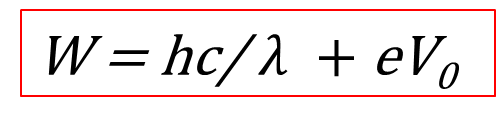 W = hc/λ + eV₀